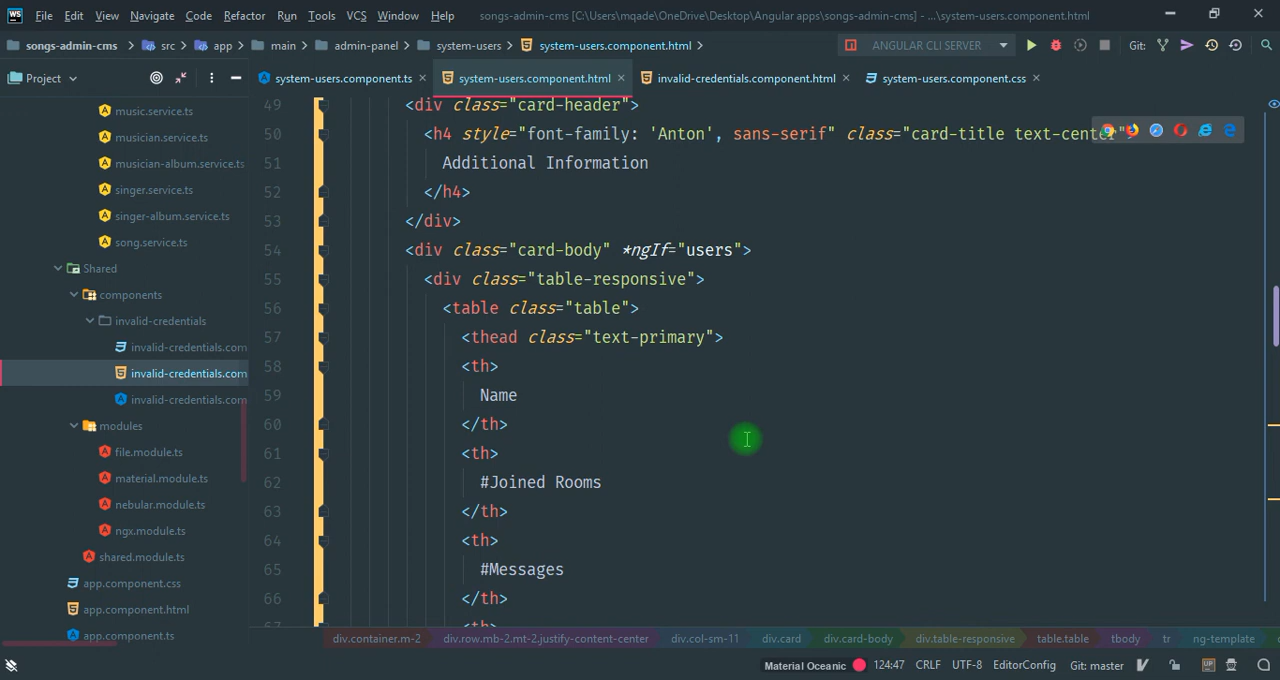 WS File Edit View Navigate Code Refactor Run Tools VCS Window Help songs-admin-cms [C:\Users\mqade\OneDrive\Desktop\Angular apps\songs-admin-cms] - ...\system-users.component.html
songs-admin-cms src app main admin-panel system-users system-users.component.html ANGULAR CLI SERVER Git:
Project system-users.component.ts system-users.component.html invalid-credentials.component.html system-users.component.css
music.service.ts
musician.service.ts
musician-album.service.ts
singer.service.ts
singer-album.service.ts
song.service.ts
Shared
components
invalid-credentials
invalid-credentials.com
invalid-credentials.com
invalid-credentials.com
modules
file.module.ts
material.module.ts
nebular.module.ts
ngx.module.ts
shared.module.ts
app.component.css
app.component.html
app.component.ts
49 <div class="card-header">
50 <h4 style="font-family: 'Anton', sans-serif" class="card-title text-center">
51 Additional Information
52 </h4>
53 </div>
54 <div class="card-body" *ngIf="users">
55 <div class="table-responsive">
56 <table class="table">
57 <thead class="text-primary">
58 <th>
59 Name
60 </th>
61 <th>
62 #Joined Rooms
63 </th>
64 <th>
65 #Messages
66 </th>
67 <th>
div.container.m-2 div.row.mb-2.mt-2.justify-content-center div.col-sm-11 div.card div.card-body div.table-responsive table.table tbody tr ng-template
Material Oceanic 124:47 CRLF UTF-8 EditorConfig Git: master